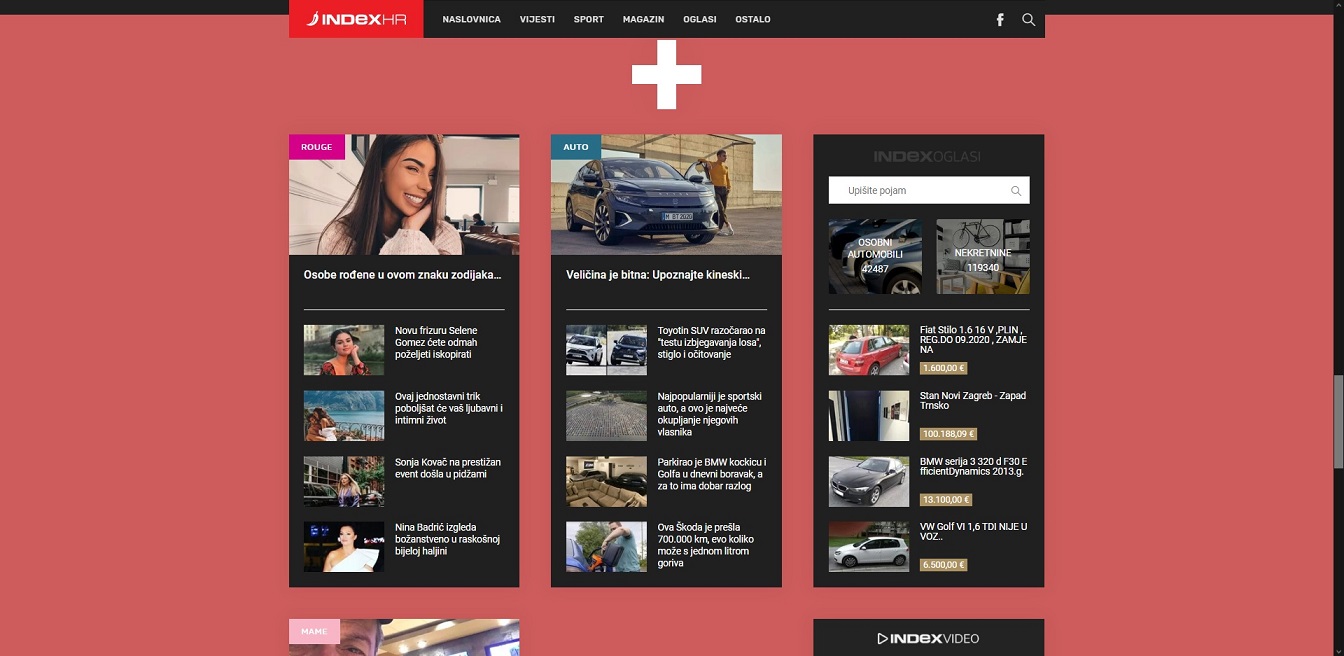 INDEXHR
NASLOVNICA VIJESTI SPORT MAGAZIN OGLASI OSTALO
ROUGE
Osobe rođene u ovom znaku zodijaka...
Novu frizuru Selene
Gomez ćete odmah
poželjeti iskopirati
Ovaj jednostavni trik
poboljšat će vaš ljubavni i
intimni život
Sonja Kovač na prestižan
event došla u pidžami
Nina Badrić izgleda
božanstveno u raskošnoj
bijeloj haljini
AUTO
Veličina je bitna: Upoznajte kineski...
Toyotin SUV razočarao na
"testu izbjegavanja losa",
stiglo i očitovanje
Najpopularniji je sportski
auto, a ovo je najveće
okupljanje njegovih
vlasnika
Parkirao je BMW kockicu i
Golfa u dnevni boravak, a
za to ima dobar razlog
Ova Škoda je prešla
700.000 km, evo koliko
može s jednom litrom
goriva
INDEXOGLASI
Upišite pojam
OSOBNI
AUTOMOBILI
42487
NEKRETNINE
119340
Fiat Stilo 1.6 16 V ,PLIN ,
REG.DO 09.2020 , ZAMJE
NA
1.600,00 €
Stan Novi Zagreb - Zapad
Trnsko
100.188,09 €
BMW serija 3 320 d F30 E
fficientDynamics 2013.g.
13.100,00 €
VW Golf VI 1,6 TDI NIJE U
VOZ..
6.500,00 €
MAME
INDEXVIDEO